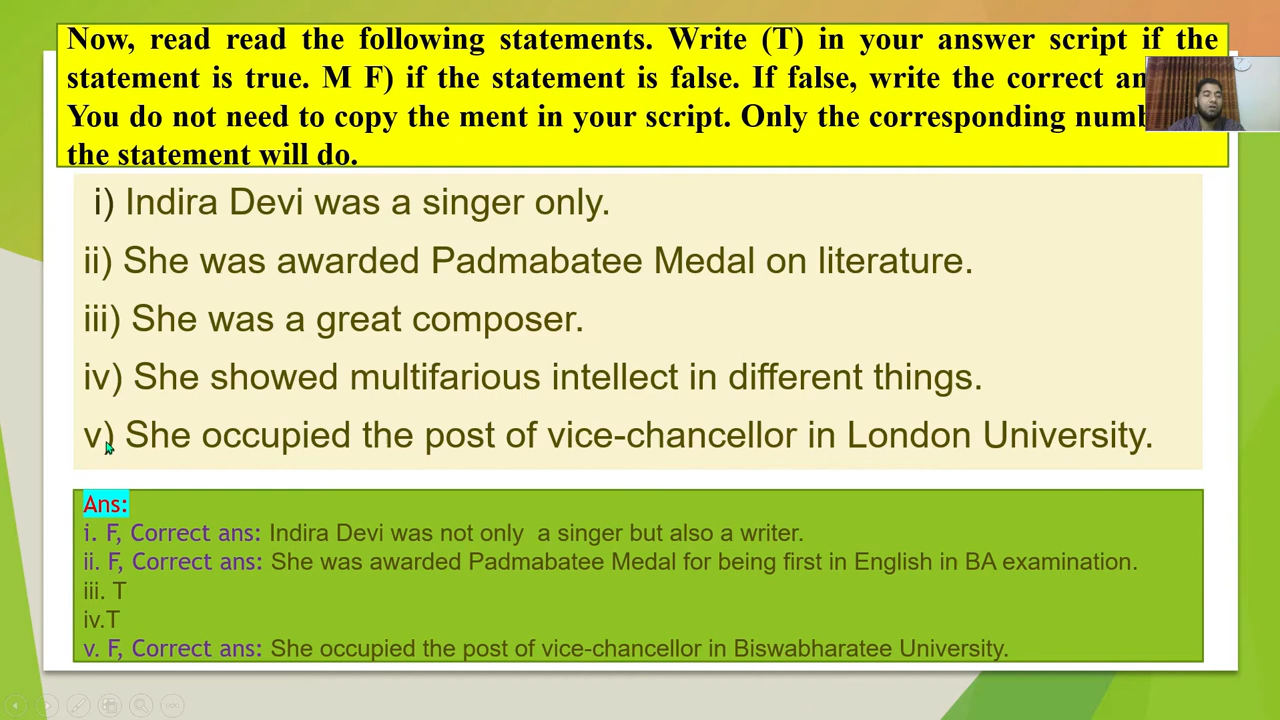 Now, read read the following statements. Write (T) in your answer script if the
statement is true. M F) if the statement is false. If false, write the correct
You do not need to copy the ment in your script. Only the corresponding
the statement will do.
i) Indira Devi was a singer only.
ii) She was awarded Padmabatee Medal on literature.
iii) She was a great composer.
iv) She showed multifarious intellect in different things.
v) She occupied the post of vice-chancellor in London University.
Ans:
i. F, Correct ans: Indira Devi was not only a singer but also a writer.
ii. F, Correct ans: She was awarded Padmabatee Medal for being first in English in BA examination.
iii. T
iv.T
v. F, Correct ans: She occupied the post of vice-chancellor in Biswabharatee University.